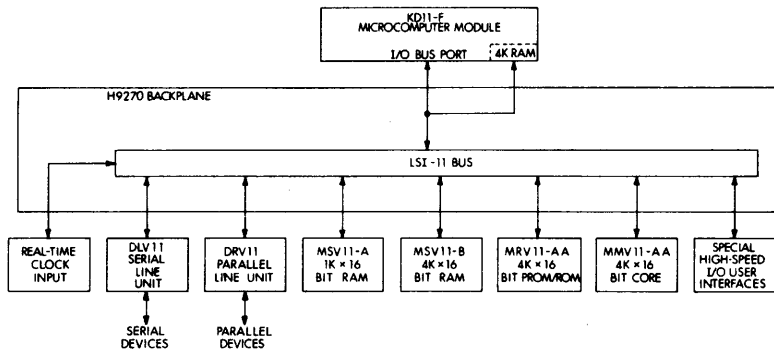 KD11-F
MICROCOMPUTER MODULE
I/O BUS PORT
4K RAM
H9270 BACKPLANE
LSI-11 BUS
REAL-TIME
CLOCK
INPUT
DLV11
SERIAL
LINE
UNIT
DRV11
PARALLEL
LINE UNIT
MSV11-A
1K × 16
BIT RAM
MSV11-B
4K × 16
BIT RAM
MRV11-AA
4K × 16
BIT PROM/ROM
MMV11-AA
4K × 16
BIT CORE
SPECIAL
HIGH-SPEED
I/O USER
INTERFACES
SERIAL
DEVICES
PARALLEL
DEVICES